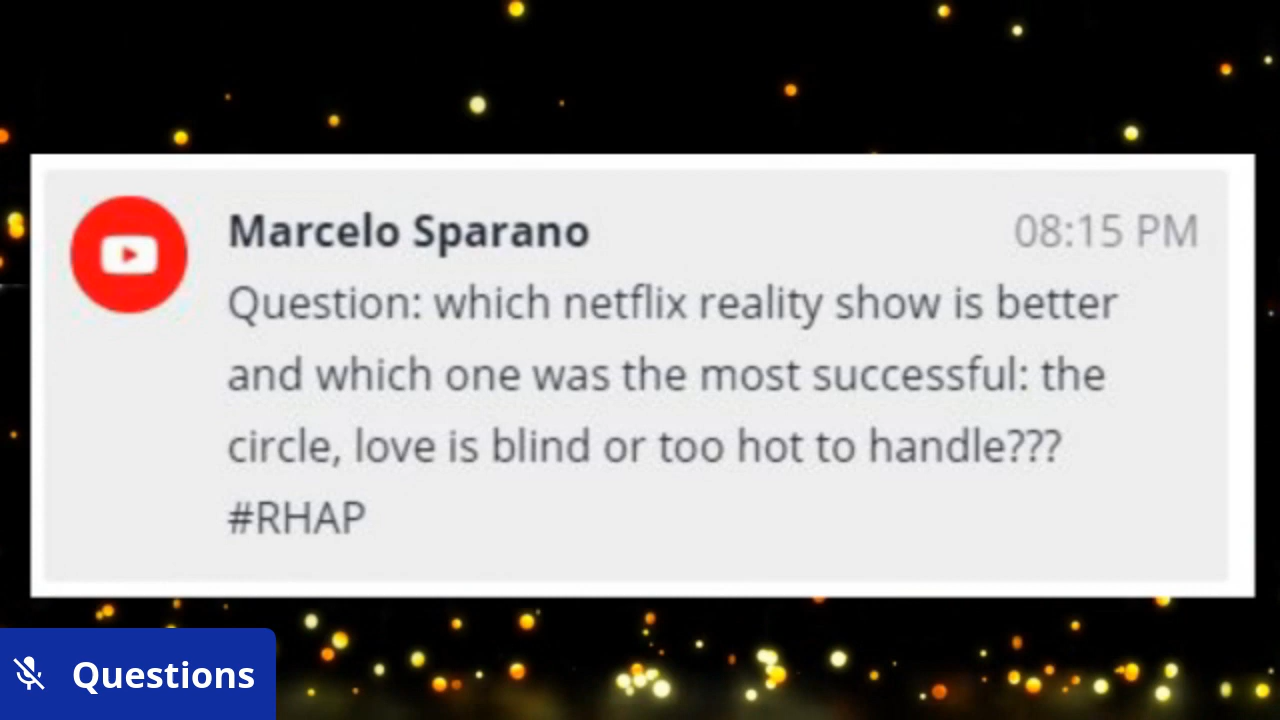 Marcelo Sparano
08:15 PM
Question: which netflix reality show is better
and which one was the most successful: the
circle, love is blind or too hot to handle???
#RHAP
Questions